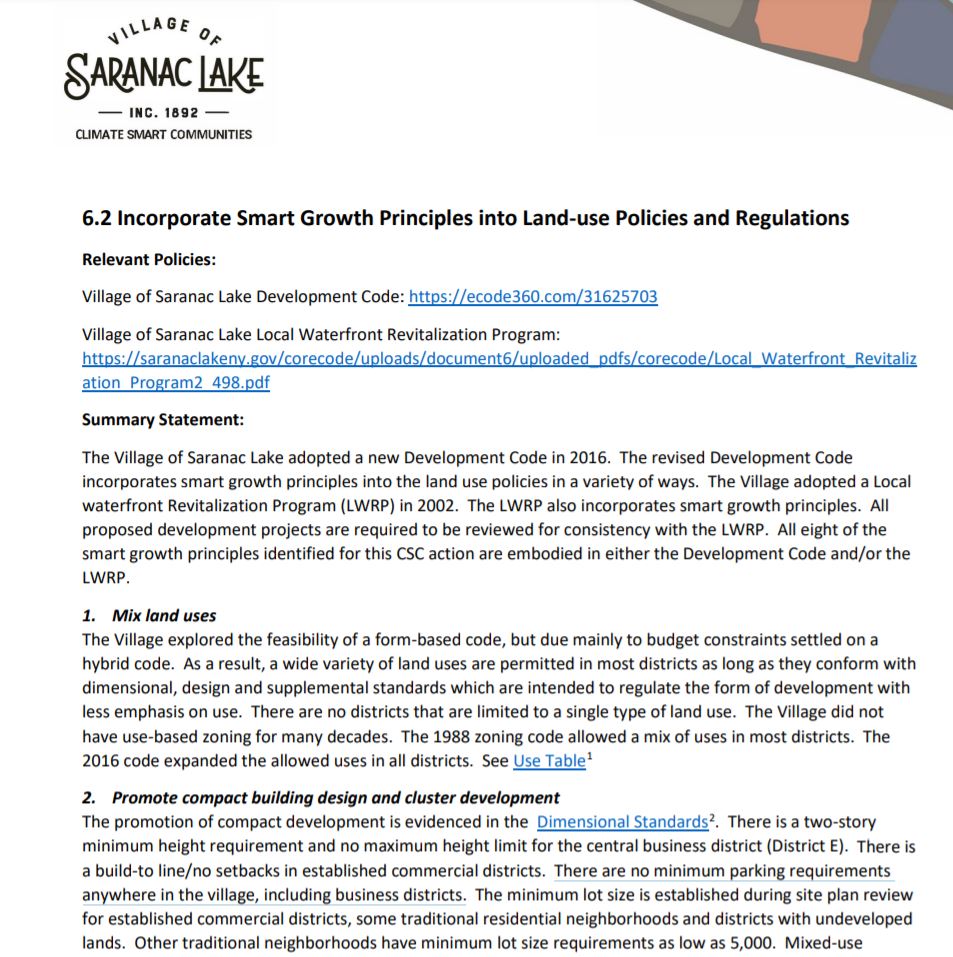 VILLAGE OF
SARANAC LAKE
INC. 1892
CLIMATE SMART COMMUNITIES
6.2 Incorporate Smart Growth Principles into Land-use Policies and Regulations
Relevant Policies:
Village of Saranac Lake Development Code: https://ecode360.com/31625703
Village of Saranac Lake Local Waterfront Revitalization Program:
https://saranaclakeny.gov/corecode/uploads/document6/uploaded_pdfs/corecode/Local_Waterfront_Revitaliz
ation_Program2_498.pdf
Summary Statement:
The Village of Saranac Lake adopted a new Development Code in 2016.  The revised Development Code
incorporates smart growth principles into the land use policies in a variety of ways.  The Village adopted a Local
waterfront Revitalization Program (LWRP) in 2002.  The LWRP also incorporates smart growth principles.  All
proposed development projects are required to be reviewed for consistency with the LWRP.  All eight of the
smart growth principles identified for this CSC action are embodied in either the Development Code and/or the
LWRP.
1. Mix land uses
The Village explored the feasibility of a form-based code, but due mainly to budget constraints settled on a
hybrid code.  As a result, a wide variety of land uses are permitted in most districts as long as they conform with
dimensional, design and supplemental standards which are intended to regulate the form of development with
less emphasis on use.  There are no districts that are limited to a single type of land use.  The Village did not
have use-based zoning for many decades.  The 1988 zoning code allowed a mix of uses in most districts.  The
2016 code expanded the allowed uses in all districts.  See Use Table¹
2. Promote compact building design and cluster development
The promotion of compact development is evidenced in the  Dimensional Standards².  There is a two-story
minimum height requirement and no maximum height limit for the central business district (District E).  There is
a build-to line/no setbacks in established commercial districts.  There are no minimum parking requirements
anywhere in the village, including business districts.  The minimum lot size is established during site plan review
for established commercial districts, some traditional residential neighborhoods and districts with undeveloped
lands.  Other traditional neighborhoods have minimum lot size requirements as low as 5,000.  Mixed-use